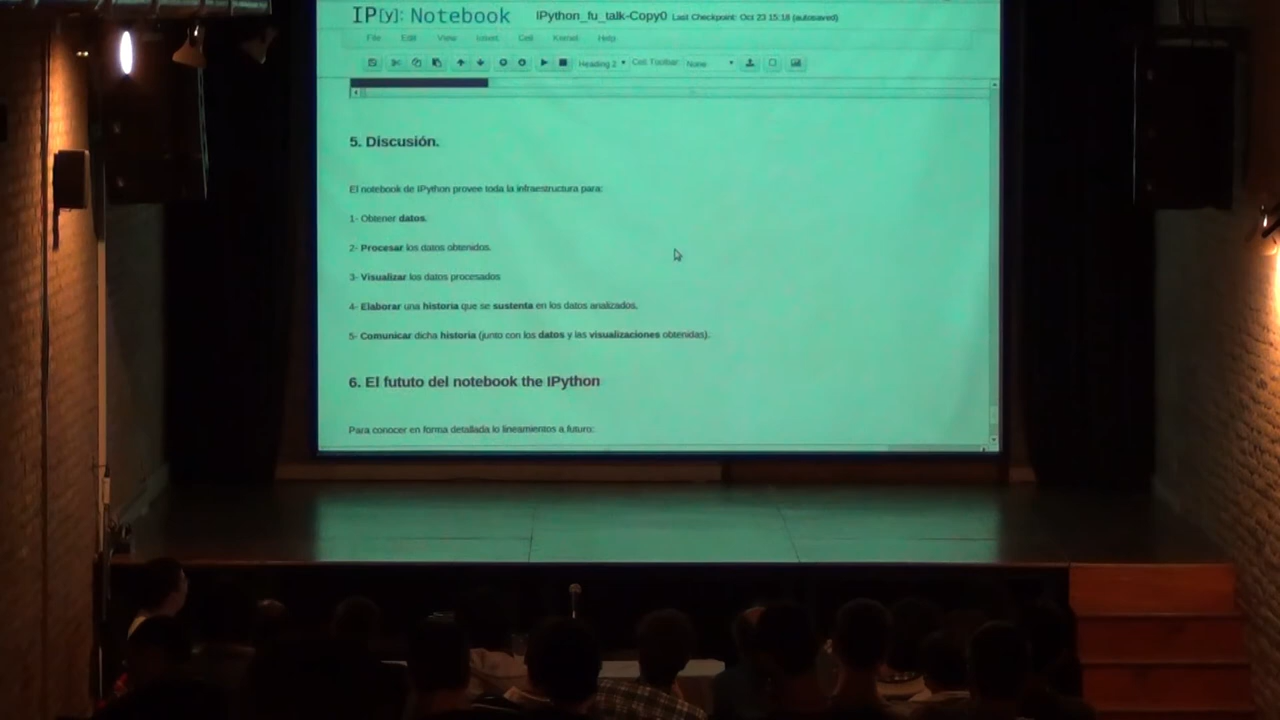 IP[y]: Notebook IPython_fu_talk-Copy0 Last Checkpoint: Oct 23 15:18 (autosaved)
File Edit View Insert Cell Kernel Help
Heading 2 Cell Toolbar: None
5. Discusión.
El notebook de IPython provee toda la infraestructura para:
1- Obtener datos.
2- Procesar los datos obtenidos.
3- Visualizar los datos procesados
4- Elaborar una historia que se sustenta en los datos analizados.
5- Comunicar dicha historia (junto con los datos y las visualizaciones obtenidas).
6. El fututo del notebook the IPython
Para conocer en forma detallada lo lineamientos a futuro: